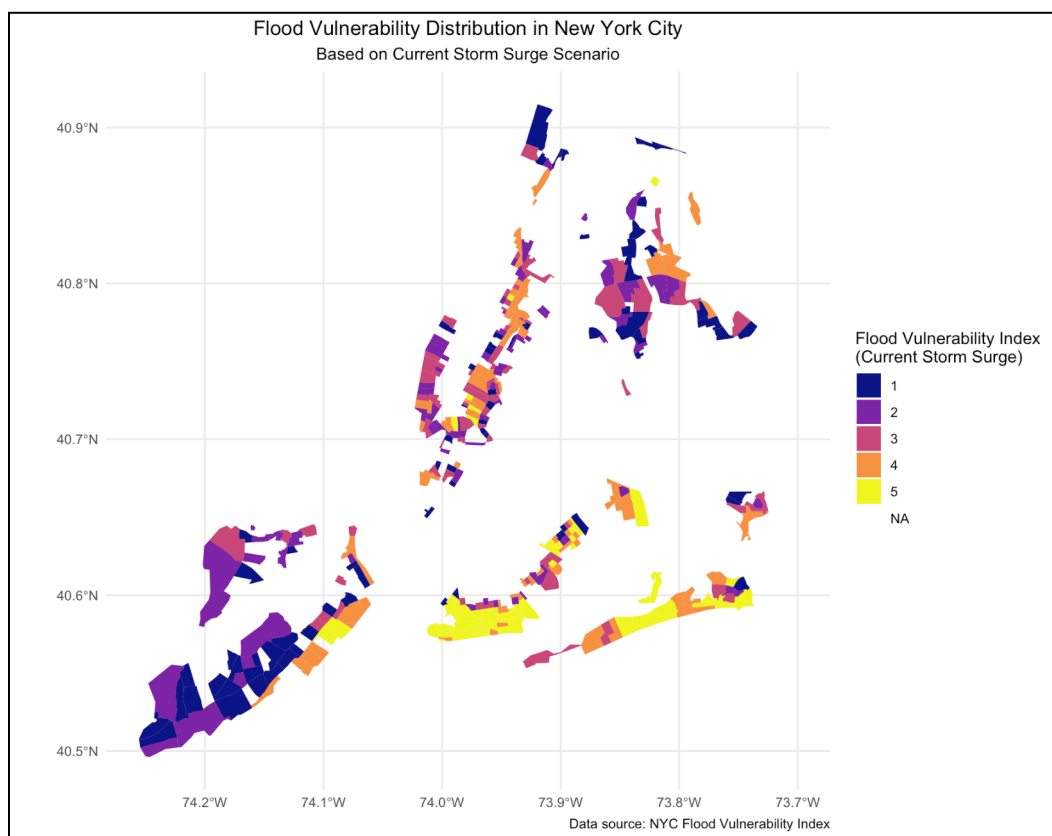 Flood Vulnerability Distribution in New York City
Based on Current Storm Surge Scenario
40.9°N
40.8°N
40.7°N
40.6°N
40.5°N
74.2°W
74.1°W
74.0°W
73.9°W
73.8°W
73.7°W
Flood Vulnerability Index
(Current Storm Surge)
1
2
3
4
5
NA
Data source: NYC Flood Vulnerability Index